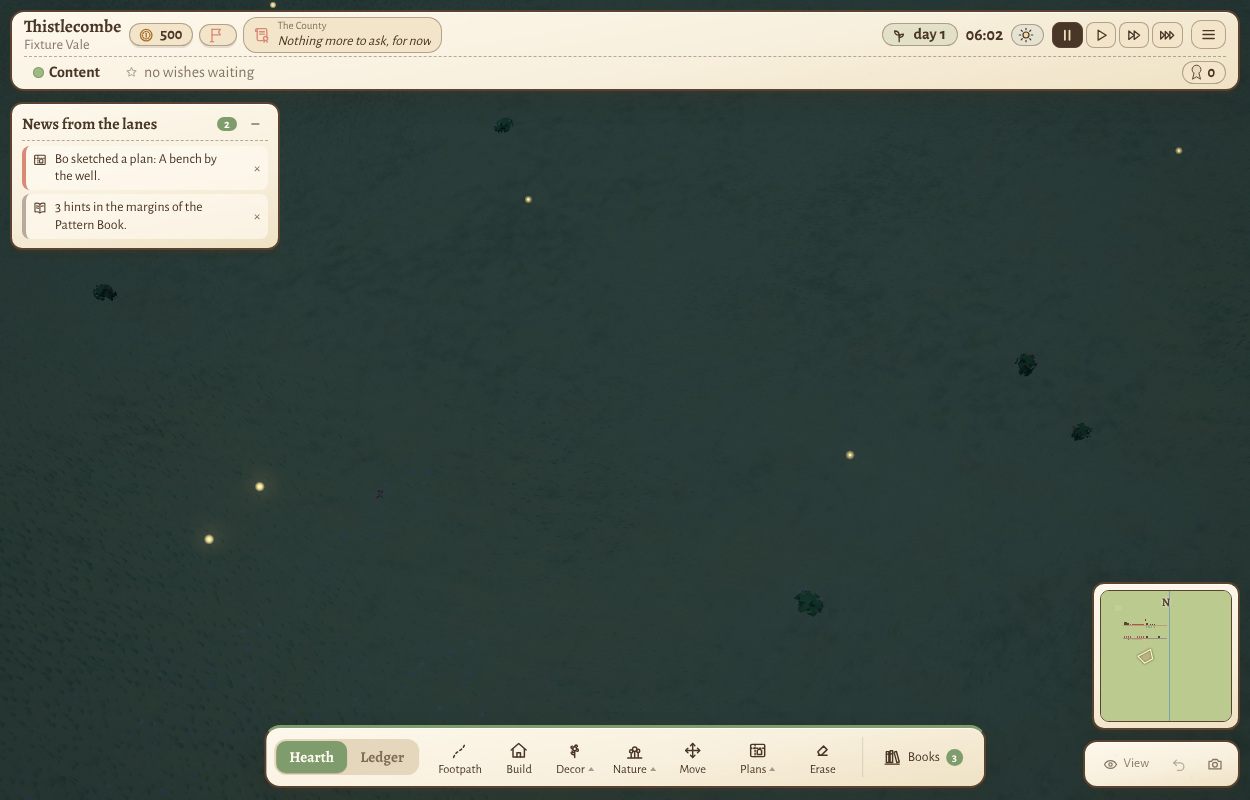 Thistlecombe
Fixture Vale
500
The County
Nothing more to ask, for now
day 1
06:02
Content
no wishes waiting
0
News from the lanes
2
Bo sketched a plan: A bench by
the well.
3 hints in the margins of the
Pattern Book.
N
Hearth
Ledger
Footpath
Build
Decor
Nature
Move
Plans
Erase
Books
3
View